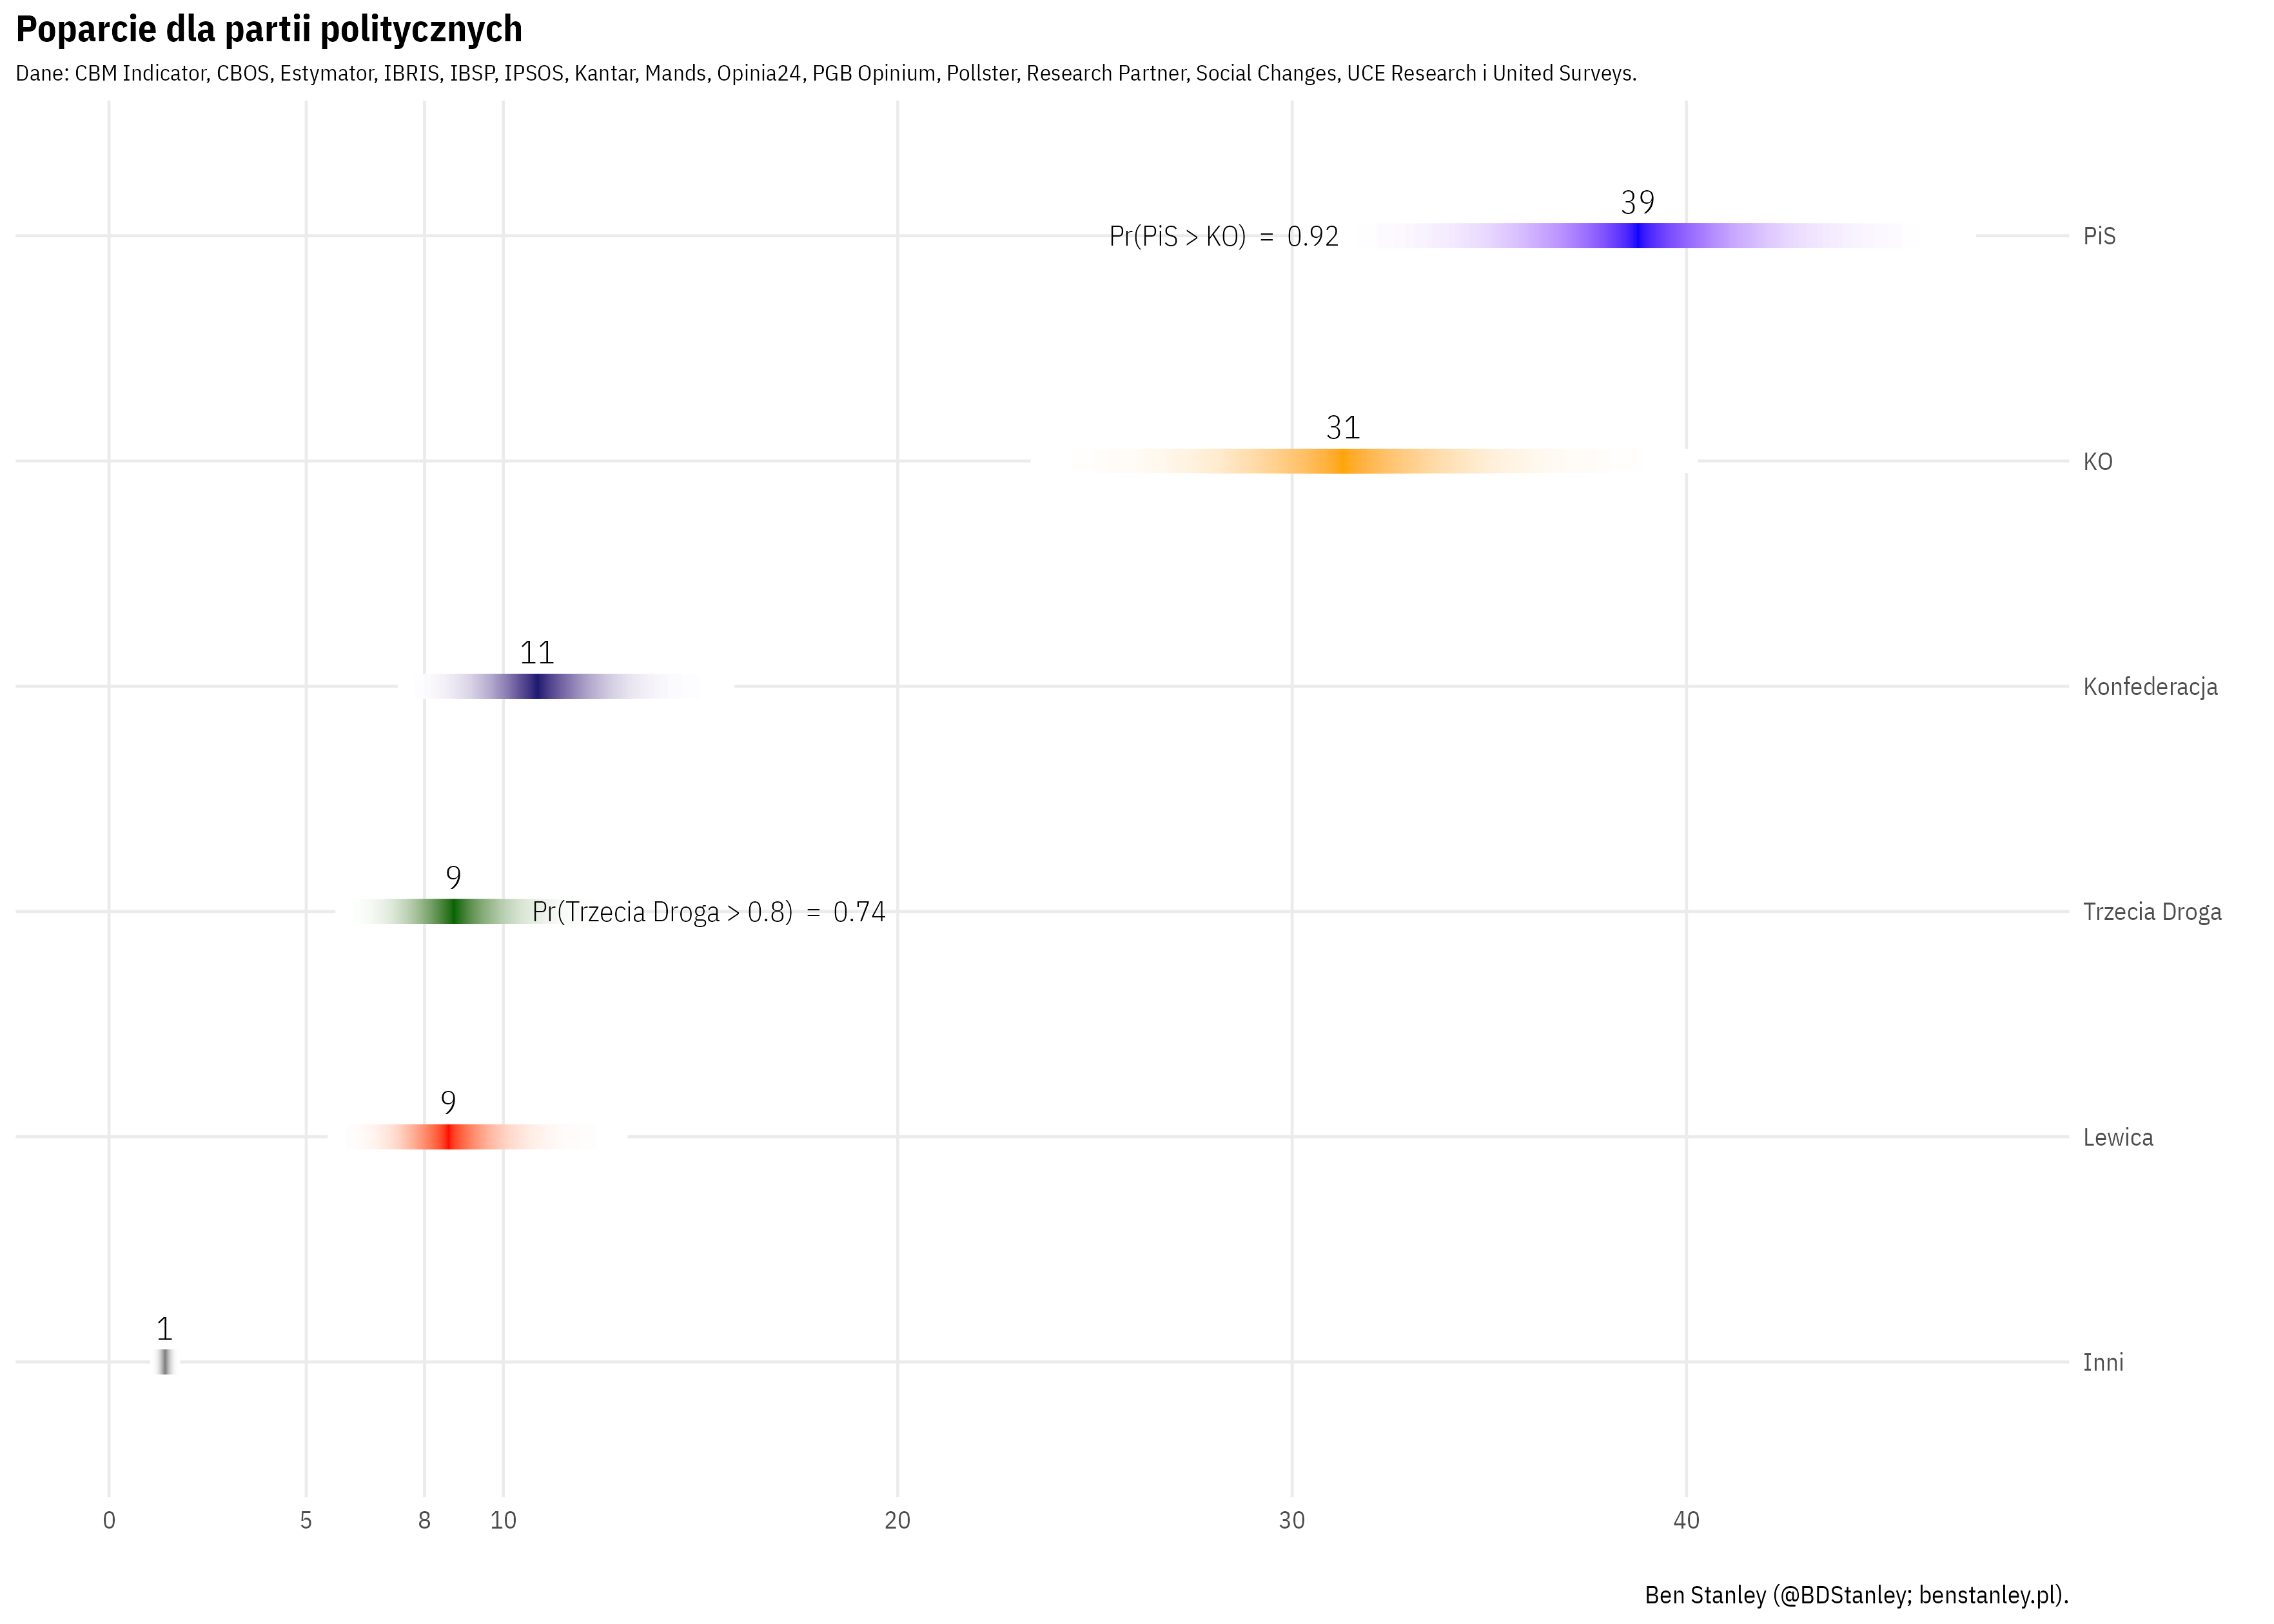 Poparcie dla partii politycznych
Dane: CBM Indicator, CBOS, Estymator, IBRIS, IBSP, IPSOS, Kantar, Mands, Opinia24, PGB Opinium, Pollster, Research Partner, Social Changes, UCE Research i United Surveys.
39
Pr(PiS > KO) = 0.92
PiS
31
KO
11
Konfederacja
9
Pr(Trzecia Droga > 0.8) = 0.74
Trzecia Droga
9
Lewica
1
Inni
0 5 8 10 20 30 40
Ben Stanley (@BDStanley; benstanley.pl).